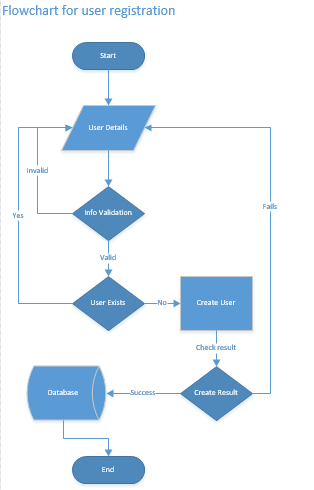 Flowchart for user registration
Start
User Details
Invalid
Info Validation
Yes
Fails
Valid
User Exists
No
Create User
Check result
Database
Success
Create Result
End